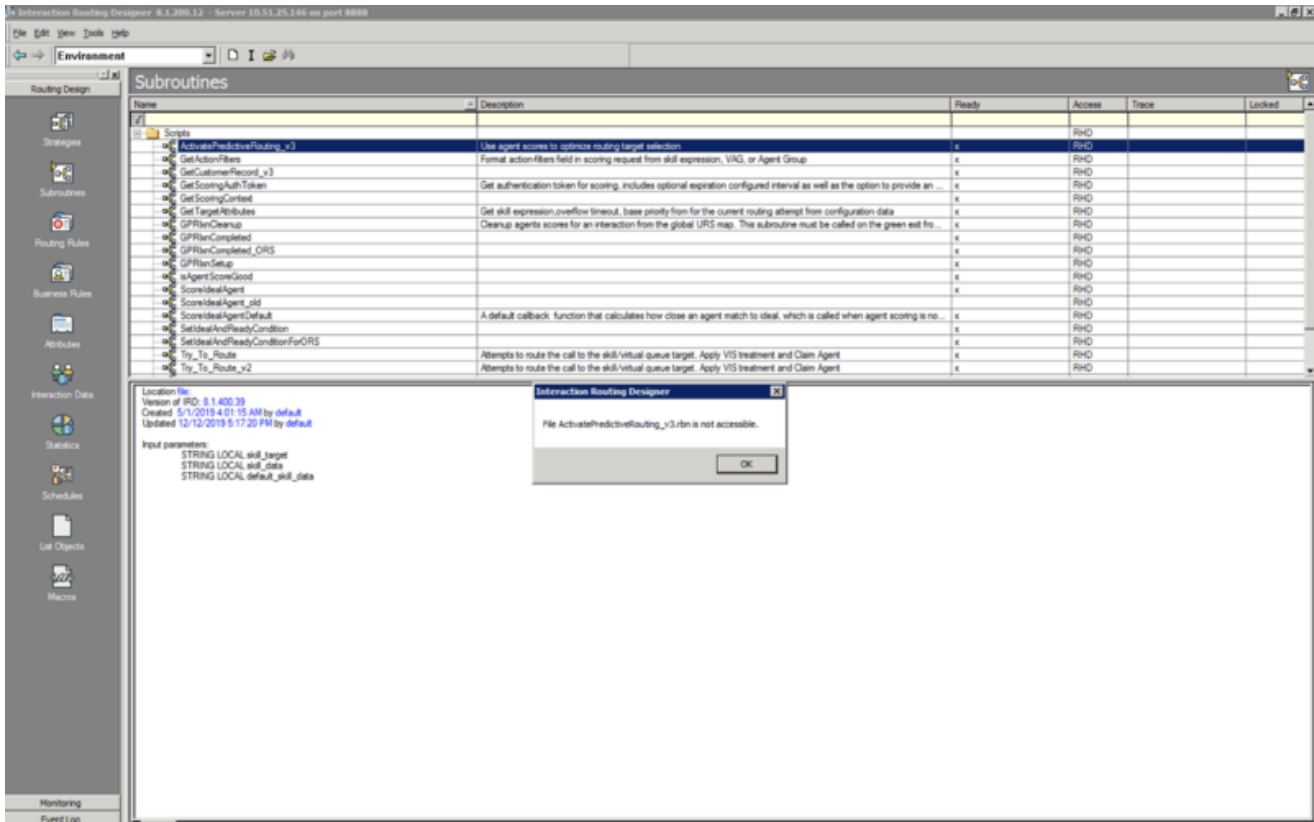 Interaction Routing Designer 8.1.200.12 - Server 10.51.25.146 on port 8888
File Edit View Tools Help
Environment
Routing Design
Subroutines
Name Description Ready Access Trace Locked
Scripts RHD
ActivatePredictiveRouting_v3 Use agent scores to optimize routing target selection x RHD
GetActionFilters Format action-filters field in scoring request from skill expression, VAG, or Agent Group x RHD
GetCustomerRecord_v3 x RHD
GetScoringAuthToken Get authentication token for scoring, includes optional expiration configured interval as well as the option to provide an ... x RHD
GetScoringContext x RHD
GetTargetAttributes Get skill expression,overflow timeout, base priority from for the current routing attempt from configuration data x RHD
GPRIxnCleanup Cleanup agents scores for an interaction from the global URS map. This subroutine must be called on the green exit fro... x RHD
GPRIxnCompleted x RHD
GPRIxnCompleted_ORS x RHD
GPRIxnSetup x RHD
isAgentScoreGood x RHD
ScoreIdealAgent x RHD
ScoreIdealAgent_old RHD
ScoreIdealAgentDefault A default callback function that calculates how close an agent match to ideal, which is called when agent scoring is no... x RHD
SetIdealAndReadyCondition x RHD
SetIdealAndReadyConditionForORS x RHD
Try_To_Route Attempts to route the call to the skill/virtual queue target. Apply VIS treatment and Claim Agent x RHD
Try_To_Route_v2 Attempts to route the call to the skill/virtual queue target. Apply VIS treatment and Claim Agent x RHD
Strategies
Subroutines
Routing Rules
Business Rules
Attributes
Interaction Data
Statistics
Schedules
List Objects
Macros
Monitoring
Event Log
Location file:
Version of IRD: 8.1.400.39
Created 5/1/2019 4:01:15 AM by default
Updated 12/12/2019 5:17:20 PM by default
Input parameters:
STRING LOCAL skill_target
STRING LOCAL skill_data
STRING LOCAL default_skill_data
Interaction Routing Designer
File ActivatePredictiveRouting_v3.rbn is not accessible.
OK